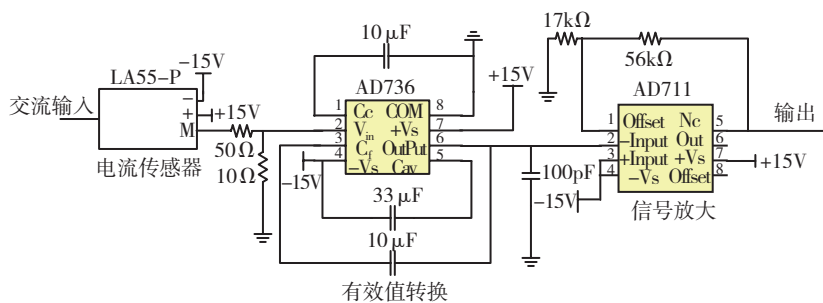 10 μF
17kΩ
56kΩ
-15V
LA55-P
AD736
+15V
AD711
交流输入
-
+
M
+15V
1 Cc COM 8
2 Vin +Vs 7
3 Cf OutPut 6
4 -Vs Cav 5
1 Offset Nc 5
2 -Input Out 6
3 +Input +Vs 7
4 -Vs Offset 8
输出
50Ω
10Ω
电流传感器
-15V
100pF
+15V
-15V
33 μF
信号放大
10 μF
有效值转换